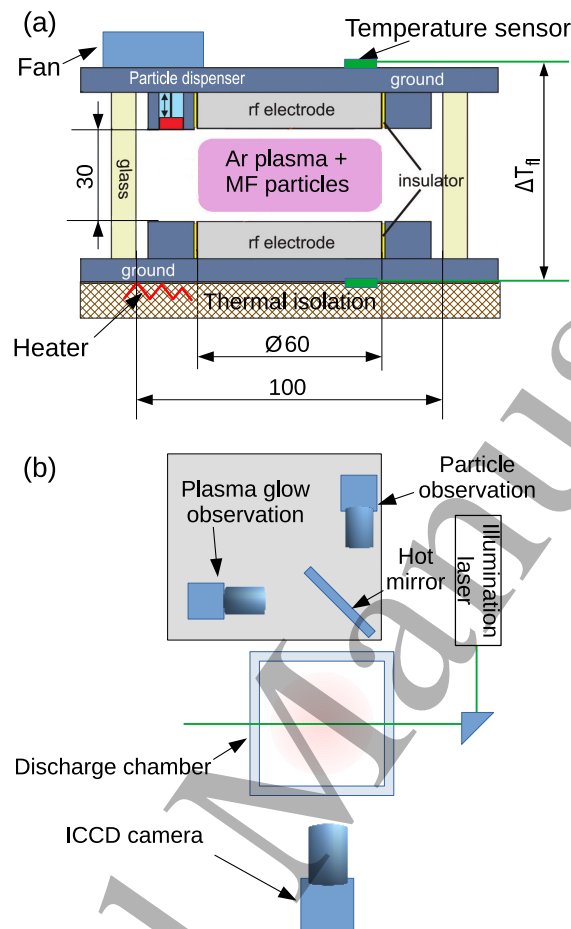 (a)
Temperature sensor
Fan
Particle dispenser
ground
rf electrode
glass
30
Ar plasma +
MF particles
insulator
ΔTfl
rf electrode
ground
Thermal isolation
Heater
Ø60
100
(b)
Particle
observation
Plasma glow
observation
Illumination
laser
Hot
mirror
Discharge chamber
ICCD camera
Manus